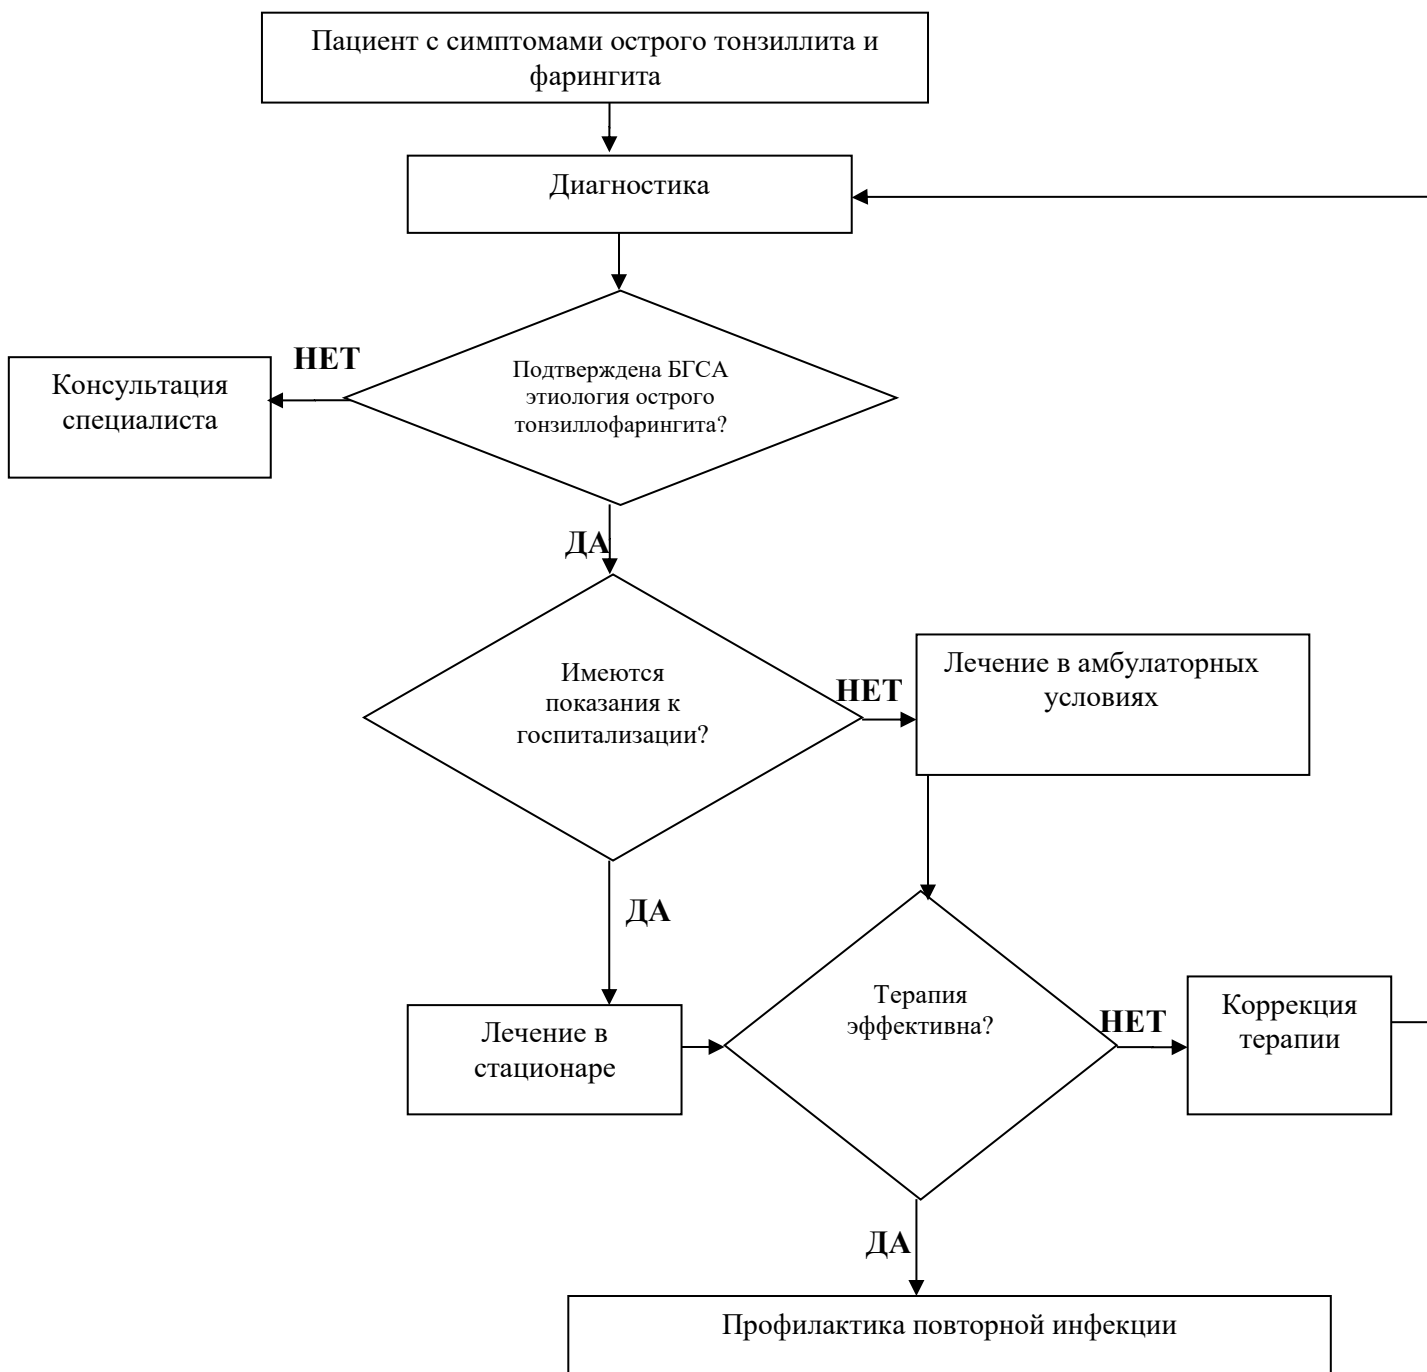 Пациент с симптомами острого тонзиллита и
фарингита
Диагностика
НЕТ
Консультация
специалиста
Подтверждена БГСА
этиология острого
тонзиллофарингита?
ДА
Имеются
показания к
госпитализации?
НЕТ
Лечение в амбулаторных
условиях
ДА
Лечение в
стационаре
Терапия
эффективна?
НЕТ
Коррекция
терапии
ДА
Профилактика повторной инфекции